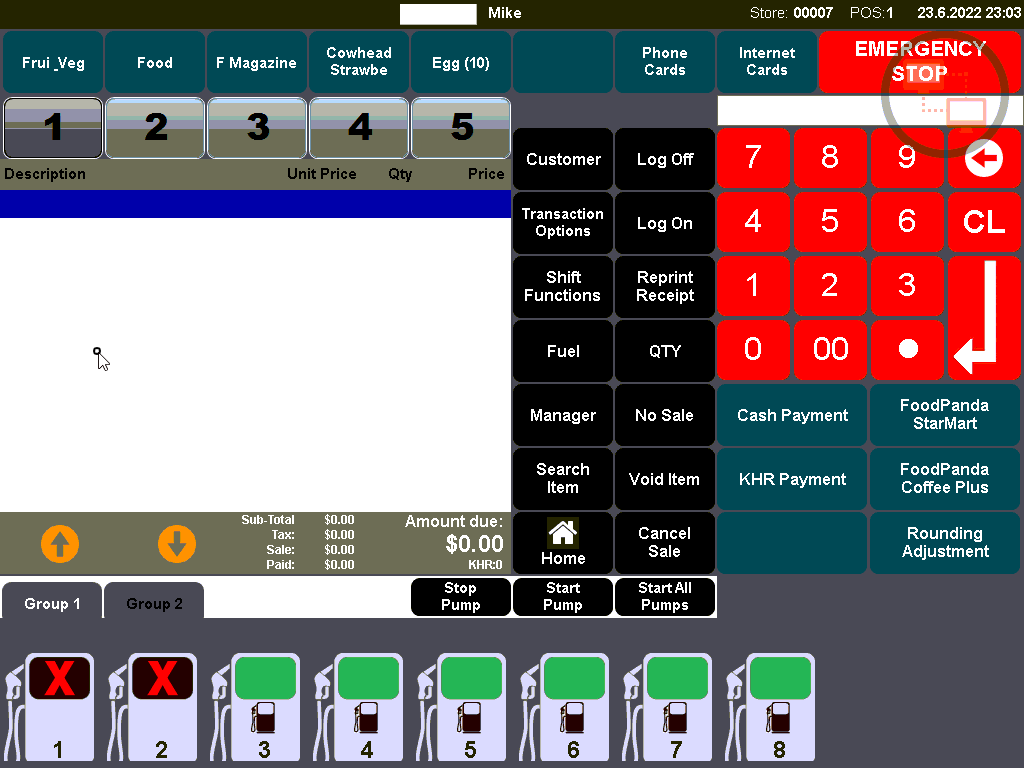 Mike
Store: 00007 POS:1 23.6.2022 23:03
Frui_Veg
Food
F Magazine
Cowhead
Strawbe
Egg (10)
Phone
Cards
Internet
Cards
EMERGENCY
STOP
1
2
3
4
5
Description Unit Price Qty Price
Customer
Log Off
7
8
9
Transaction
Options
Log On
4
5
6
CL
Shift
Functions
Reprint
Receipt
1
2
3
Fuel
QTY
0
00
Manager
No Sale
Cash Payment
FoodPanda
StarMart
Search
Item
Void Item
KHR Payment
FoodPanda
Coffee Plus
Sub-Total $0.00
Tax: $0.00
Sale: $0.00
Paid: $0.00
Amount due:
$0.00
KHR:0
Home
Cancel
Sale
Rounding
Adjustment
Group 1
Group 2
Stop
Pump
Start
Pump
Start All
Pumps
X
X
1
2
3
4
5
6
7
8